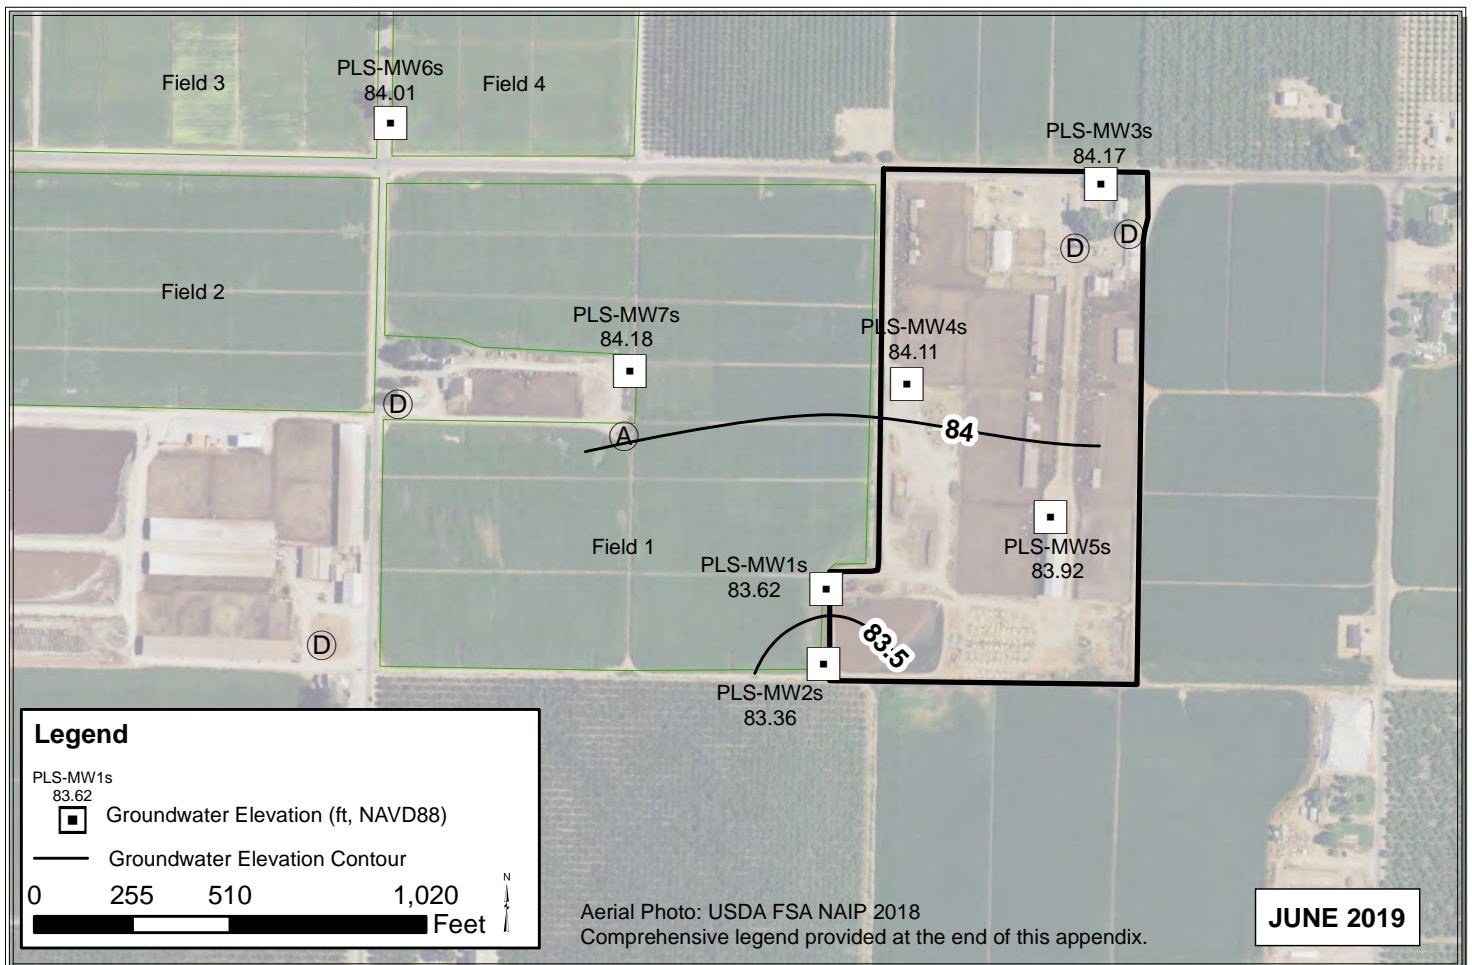 Field 3
PLS-MW6s
84.01
Field 4
PLS-MW3s
84.17
D
D
Field 2
PLS-MW7s
84.18
PLS-MW4s
84.11
D
A
84
Field 1
PLS-MW1s
83.62
PLS-MW5s
83.92
D
83.5
PLS-MW2s
83.36
Legend
PLS-MW1s
83.62
Groundwater Elevation (ft, NAVD88)
Groundwater Elevation Contour
0 255 510 1,020
Feet
N
Aerial Photo: USDA FSA NAIP 2018
Comprehensive legend provided at the end of this appendix.
JUNE 2019